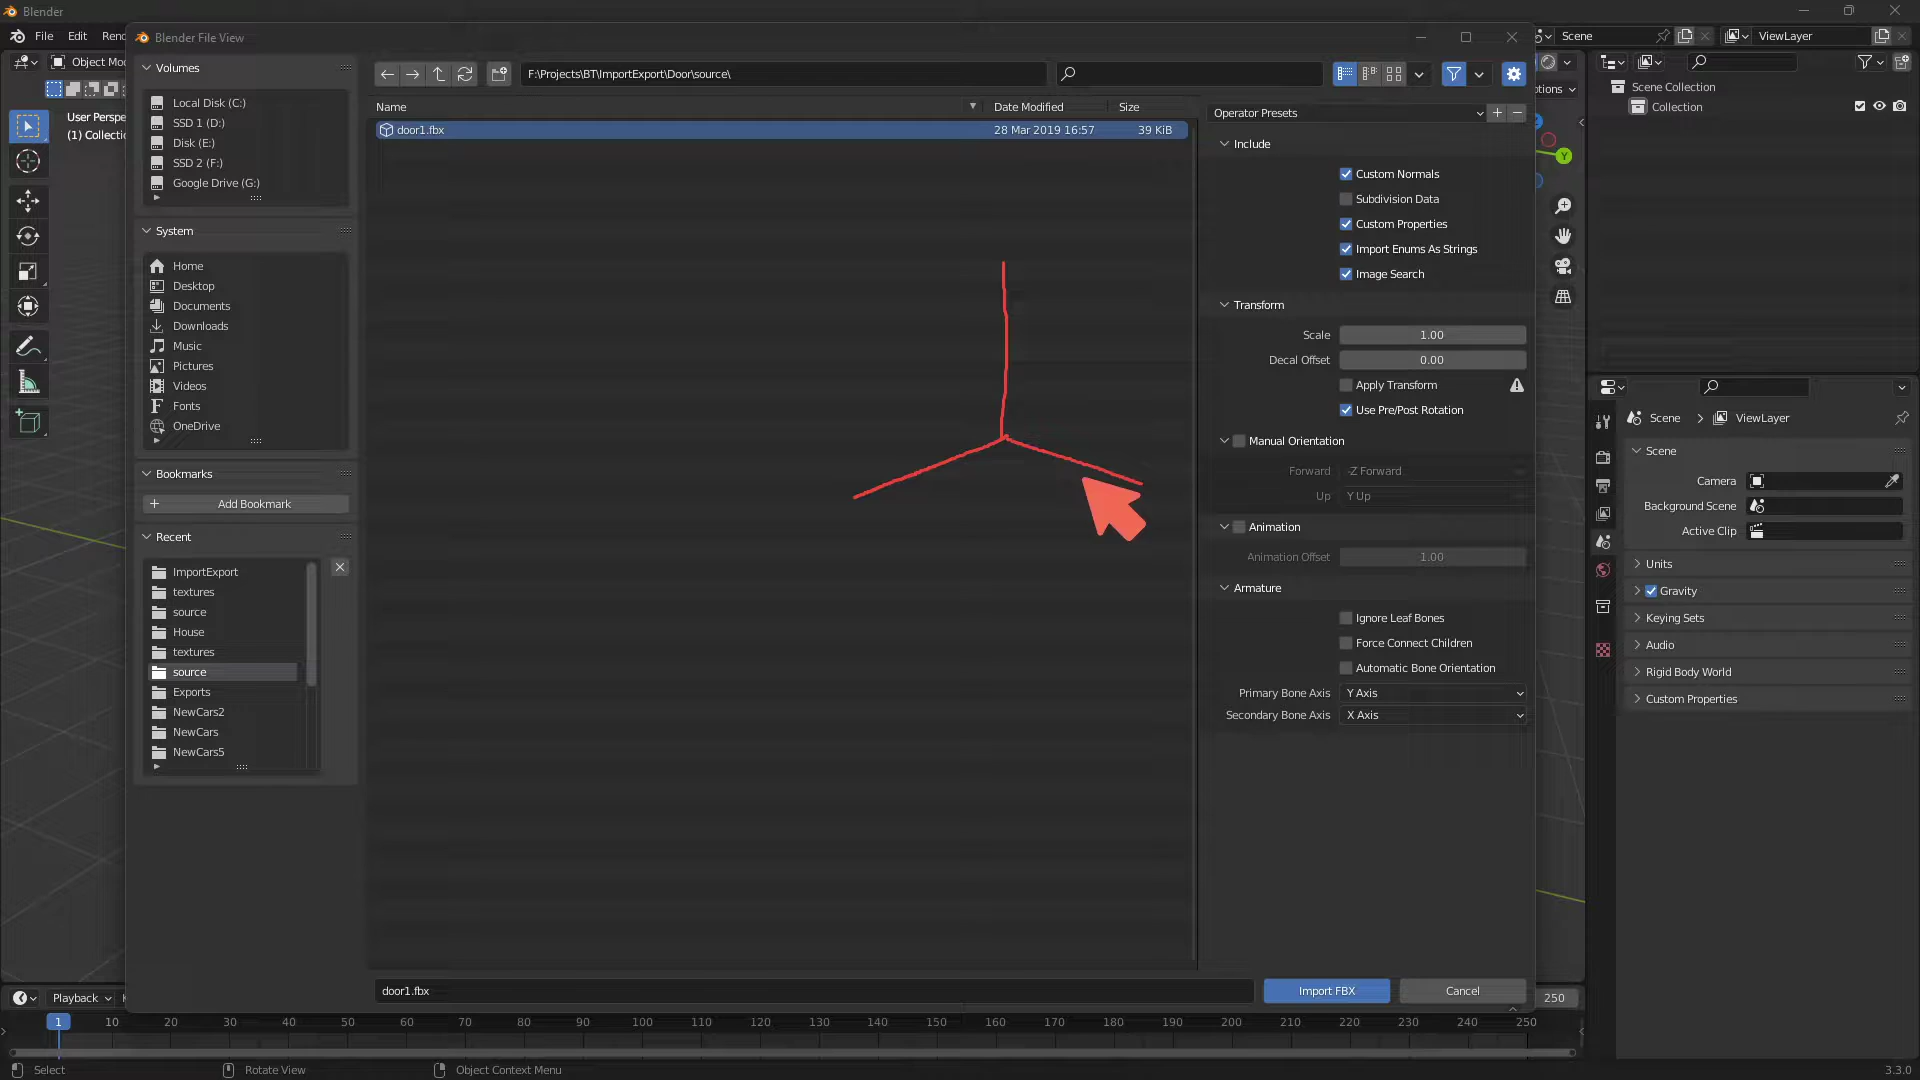 Blender
File Edit Rend
Blender File View
Scene
ViewLayer
Object Mod
Volumes
F:\Projects\BT\ImportExport\Door\source\
ptions
Name Date Modified Size
Local Disk (C:)
SSD 1 (D:)
Disk (E:)
SSD 2 (F:)
Google Drive (G:)
door1.fbx 28 Mar 2019 16:57 39 KiB
User Perspe
(1) Collectio
Operator Presets
Include
Custom Normals
Subdivision Data
Custom Properties
Import Enums As Strings
Image Search
Y
Scene Collection
Collection
System
Home
Desktop
Documents
Downloads
Music
Pictures
Videos
Fonts
OneDrive
Transform
Scale 1.00
Decal Offset 0.00
Apply Transform
Use Pre/Post Rotation
Manual Orientation
Forward -Z Forward
Up Y Up
Animation
Animation Offset 1.00
Armature
Ignore Leaf Bones
Force Connect Children
Automatic Bone Orientation
Primary Bone Axis Y Axis
Secondary Bone Axis X Axis
Bookmarks
Add Bookmark
Recent
ImportExport
textures
source
House
textures
source
Exports
NewCars2
NewCars
NewCars5
Scene > ViewLayer
Scene
Camera
Background Scene
Active Clip
Units
Gravity
Keying Sets
Audio
Rigid Body World
Custom Properties
door1.fbx
Import FBX
Cancel
Playback K
250
1 10 20 30 40 50 60 70 80 90 100 110 120 130 140 150 160 170 180 190 200 210 220 230 240 250
Select
Rotate View
Object Context Menu
3.3.0